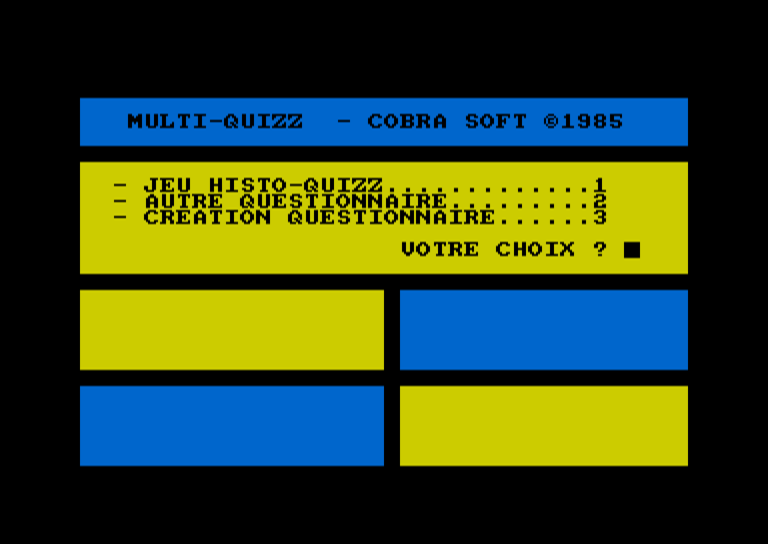 MULTI-QUIZZ - COBRA SOFT ©1985
- JEU HISTO-QUIZZ.............1
- AUTRE QUESTIONNAIRE.........2
- CREATION QUESTIONNAIRE......3
VOTRE CHOIX ?